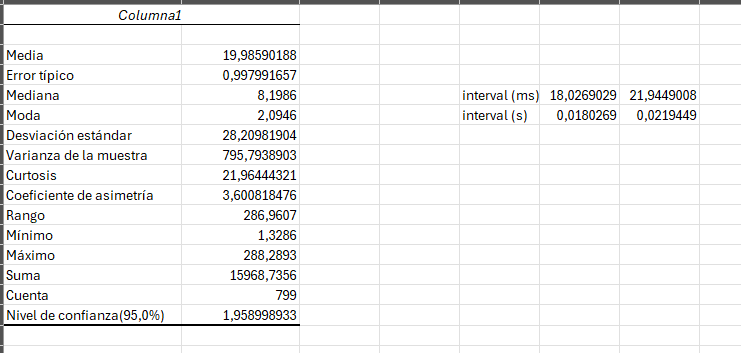 Columna1
Media 19,98590188
Error típico 0,997991657
Mediana 8,1986 interval (ms) 18,0269029 21,9449008
Moda 2,0946 interval (s) 0,0180269 0,0219449
Desviación estándar 28,20981904
Varianza de la muestra 795,7938903
Curtosis 21,96444321
Coeficiente de asimetría 3,600818476
Rango 286,9607
Mínimo 1,3286
Máximo 288,2893
Suma 15968,7356
Cuenta 799
Nivel de confianza(95,0%) 1,958998933